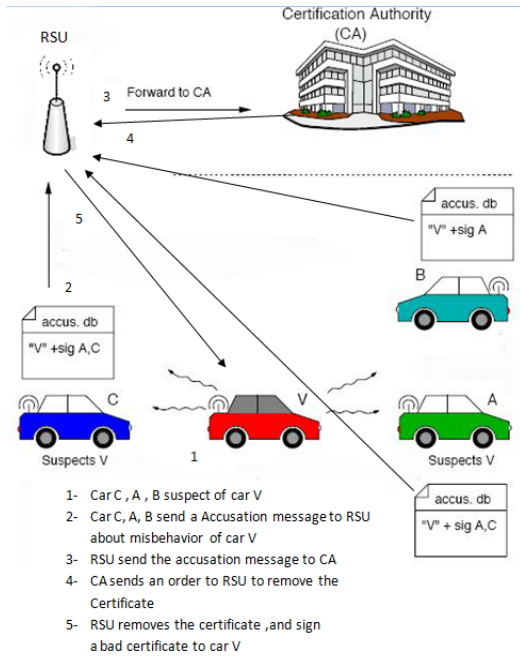 Certification Authority
(CA)
RSU
3 Forward to CA
4
accus. db
"V" +sig A
5
B
2
accus. db
"V" +sig A,C
C
V
A
Suspects V
1
Suspects V
accus. db
"V" + sig A,C
1- Car C , A , B suspect of car V
2- Car C, A, B send a Accusation message to RSU
about misbehavior of car V
3- RSU send the accusation message to CA
4- CA sends an order to RSU to remove the
Certificate
5- RSU removes the certificate ,and sign
a bad certificate to car V